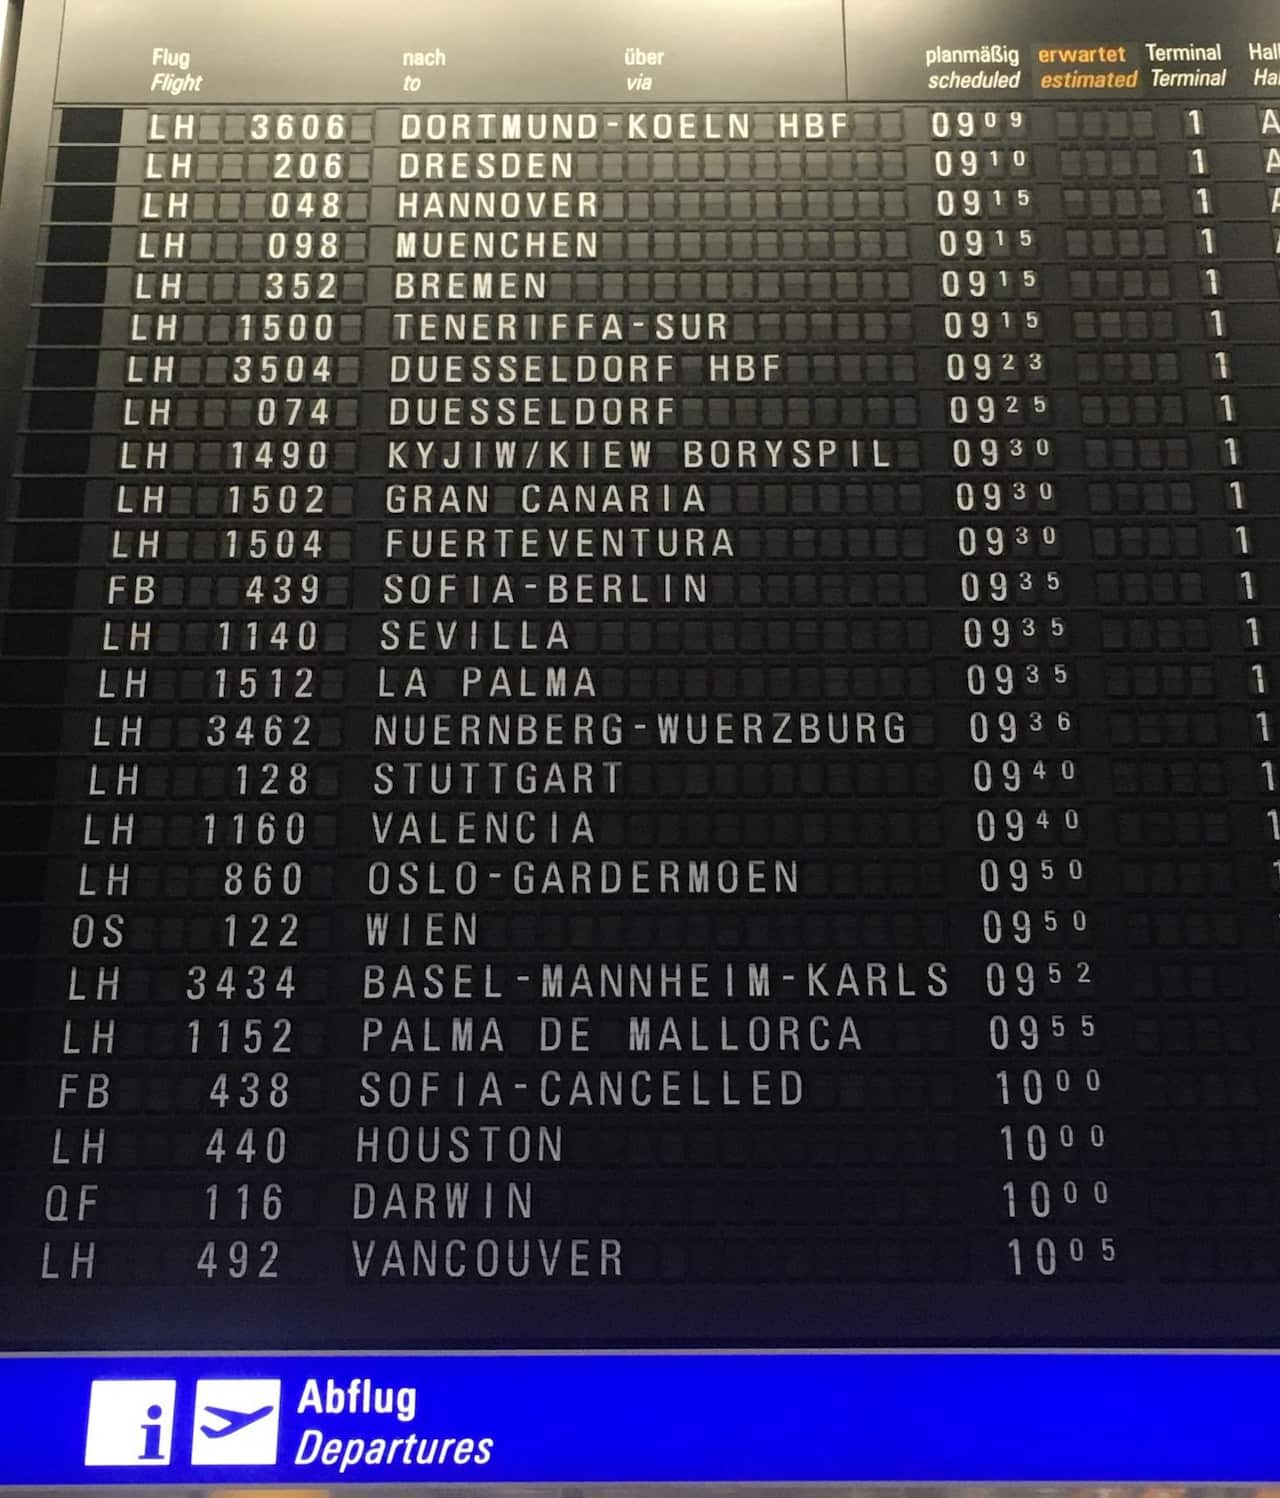 Flug nach über planmäßig erwartet Terminal
Flight to via scheduled estimated Terminal
LH 3606 DORTMUND-KOELN HBF 0909 1 A
LH 206 DRESDEN 0910 1 A
LH 048 HANNOVER 0915 1
LH 098 MUENCHEN 0915 1
LH 352 BREMEN 0915 1
LH 1500 TENERIFFA-SUR 0915 1
LH 3504 DUESSELDORF HBF 0923 1
LH 074 DUESSELDORF 0925 1
LH 1490 KYJIW/KIEW BORYSPIL 0930 1
LH 1502 GRAN CANARIA 0930 1
LH 1504 FUERTEVENTURA 0930 1
FB 439 SOFIA-BERLIN 0935 1
LH 1140 SEVILLA 0935 1
LH 1512 LA PALMA 0935 1
LH 3462 NUERNBERG-WUERZBURG 0936 1
LH 128 STUTTGART 0940 1
LH 1160 VALENCIA 0940 1
LH 860 OSLO-GARDERMOEN 0950
OS 122 WIEN 0950
LH 3434 BASEL-MANNHEIM-KARLS 0952
LH 1152 PALMA DE MALLORCA 0955
FB 438 SOFIA-CANCELLED 1000
LH 440 HOUSTON 1000
QF 116 DARWIN 1000
LH 492 VANCOUVER 1005
i Abflug
Departures